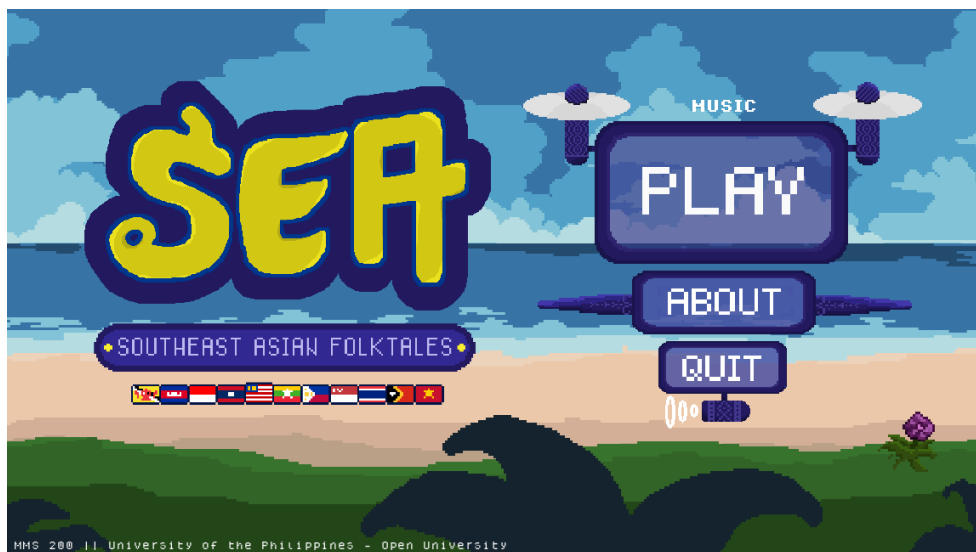 SEA
SOUTHEAST ASIAN FOLKTALES
MUSIC
PLAY
ABOUT
QUIT
MMS 200 || University of the Philippines - Open University